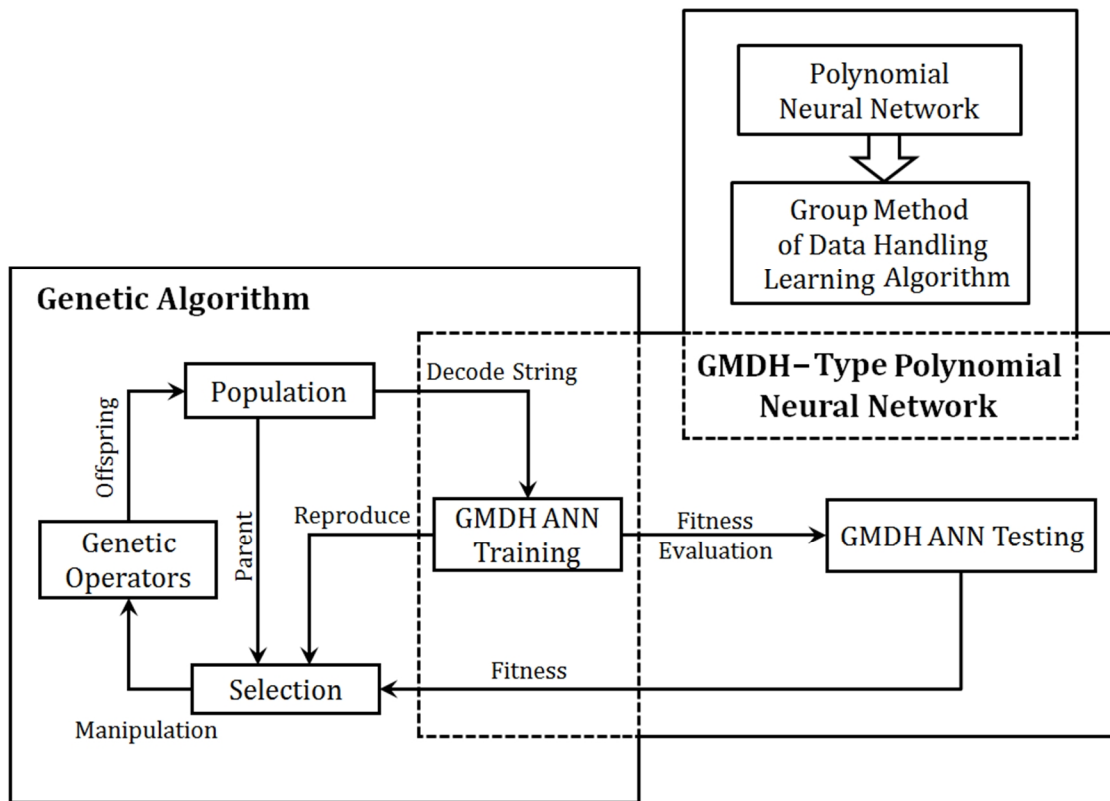 Polynomial
Neural Network
Group Method
of Data Handling
Learning Algorithm
Genetic Algorithm
GMDH–Type Polynomial
Neural Network
Population
Decode String
Offspring
Parent
Reproduce
GMDH ANN
Training
Fitness
Evaluation
GMDH ANN Testing
Genetic
Operators
Selection
Fitness
Manipulation